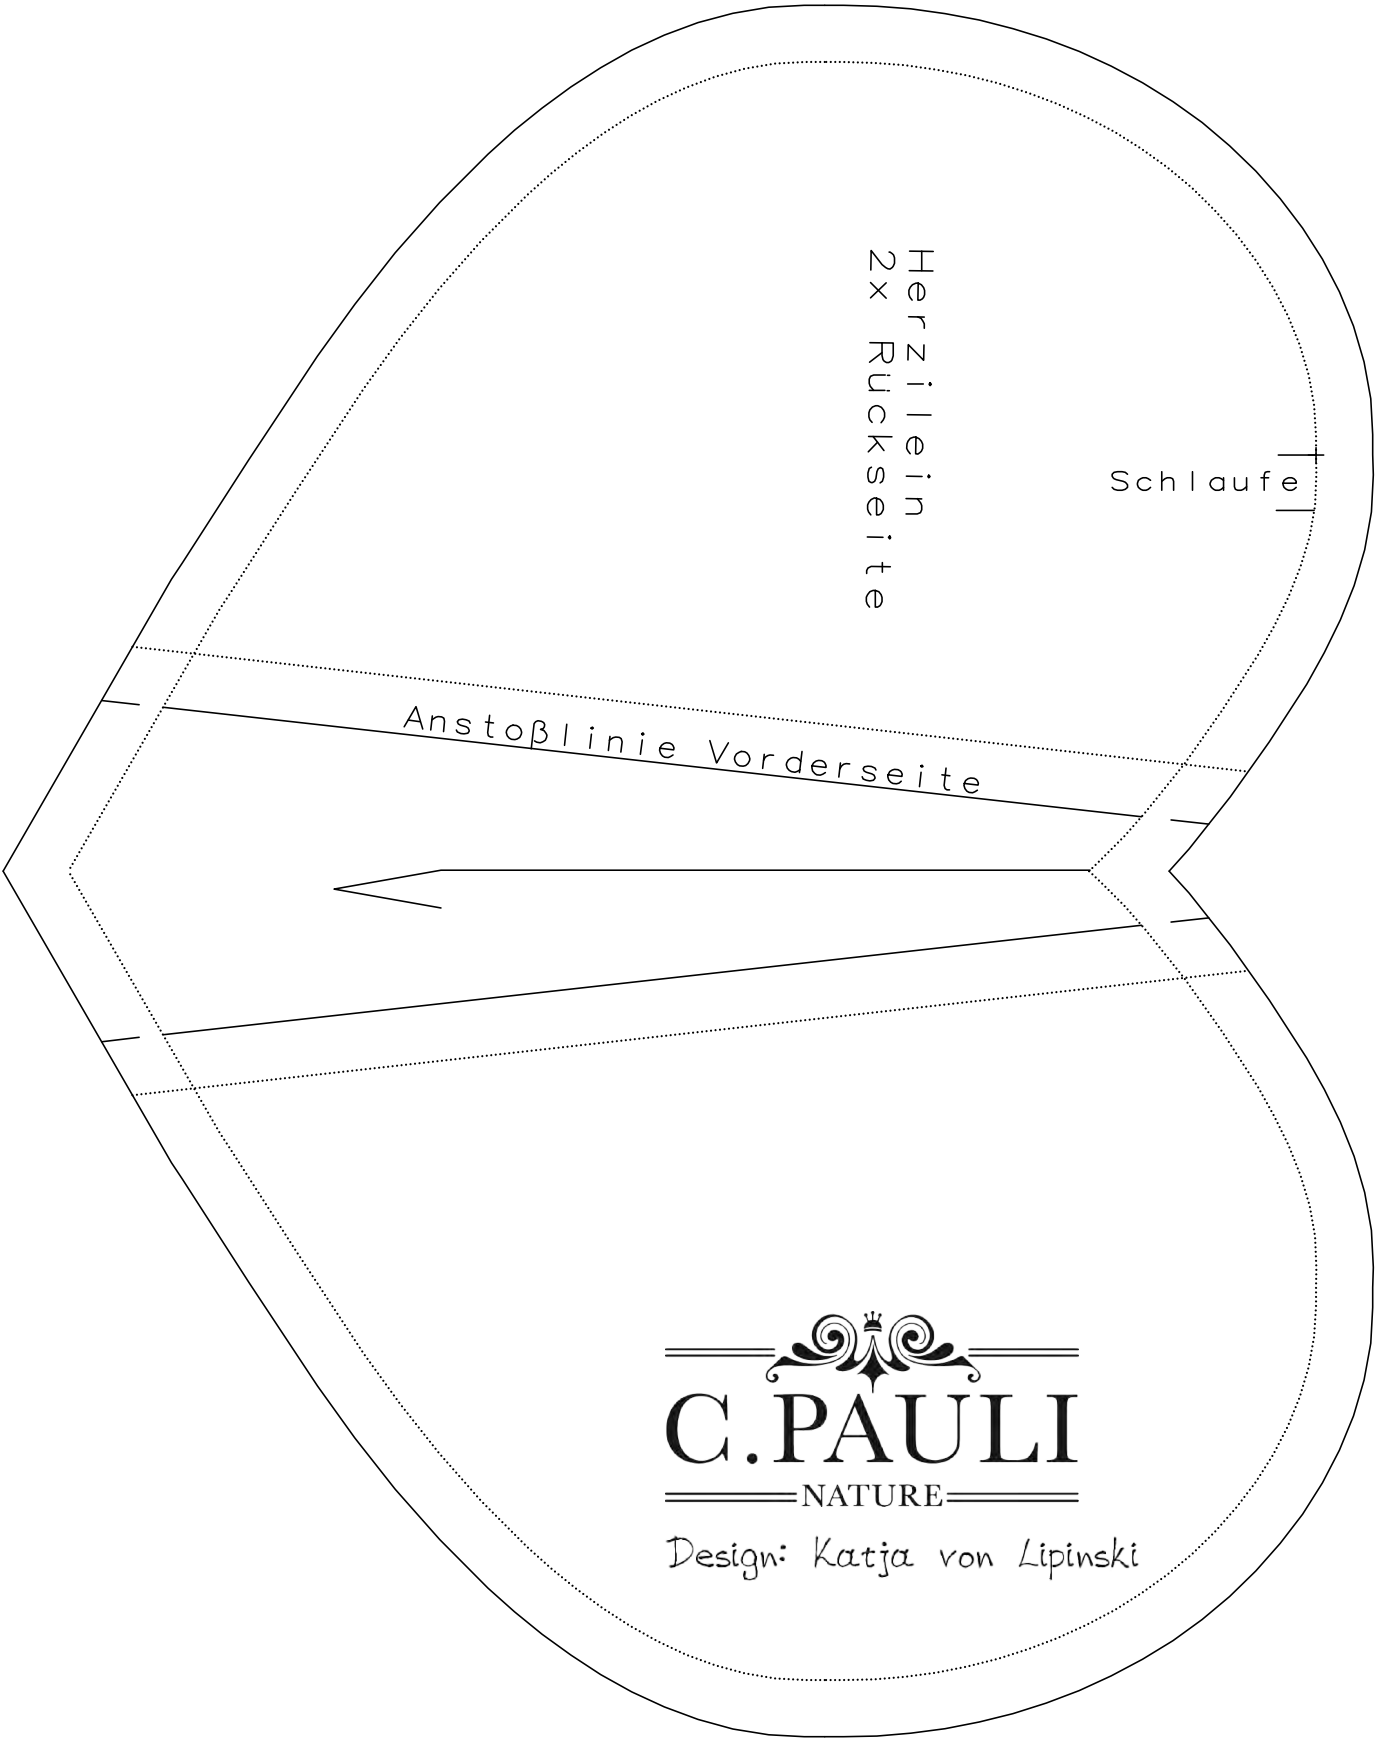 Herzilein
2x Rückseite
Schlaufe
Anstoßlinie Vorderseite
C.PAULI
NATURE
Design: Katja von Lipinski